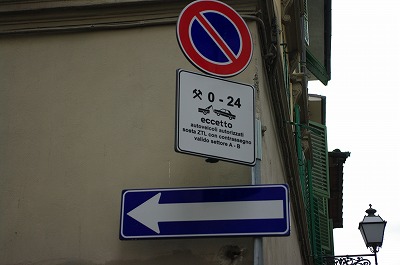 0 - 24
eccetto
autoveicoli autorizzati
sosta ZTL con contrassegno
valido settore A - B